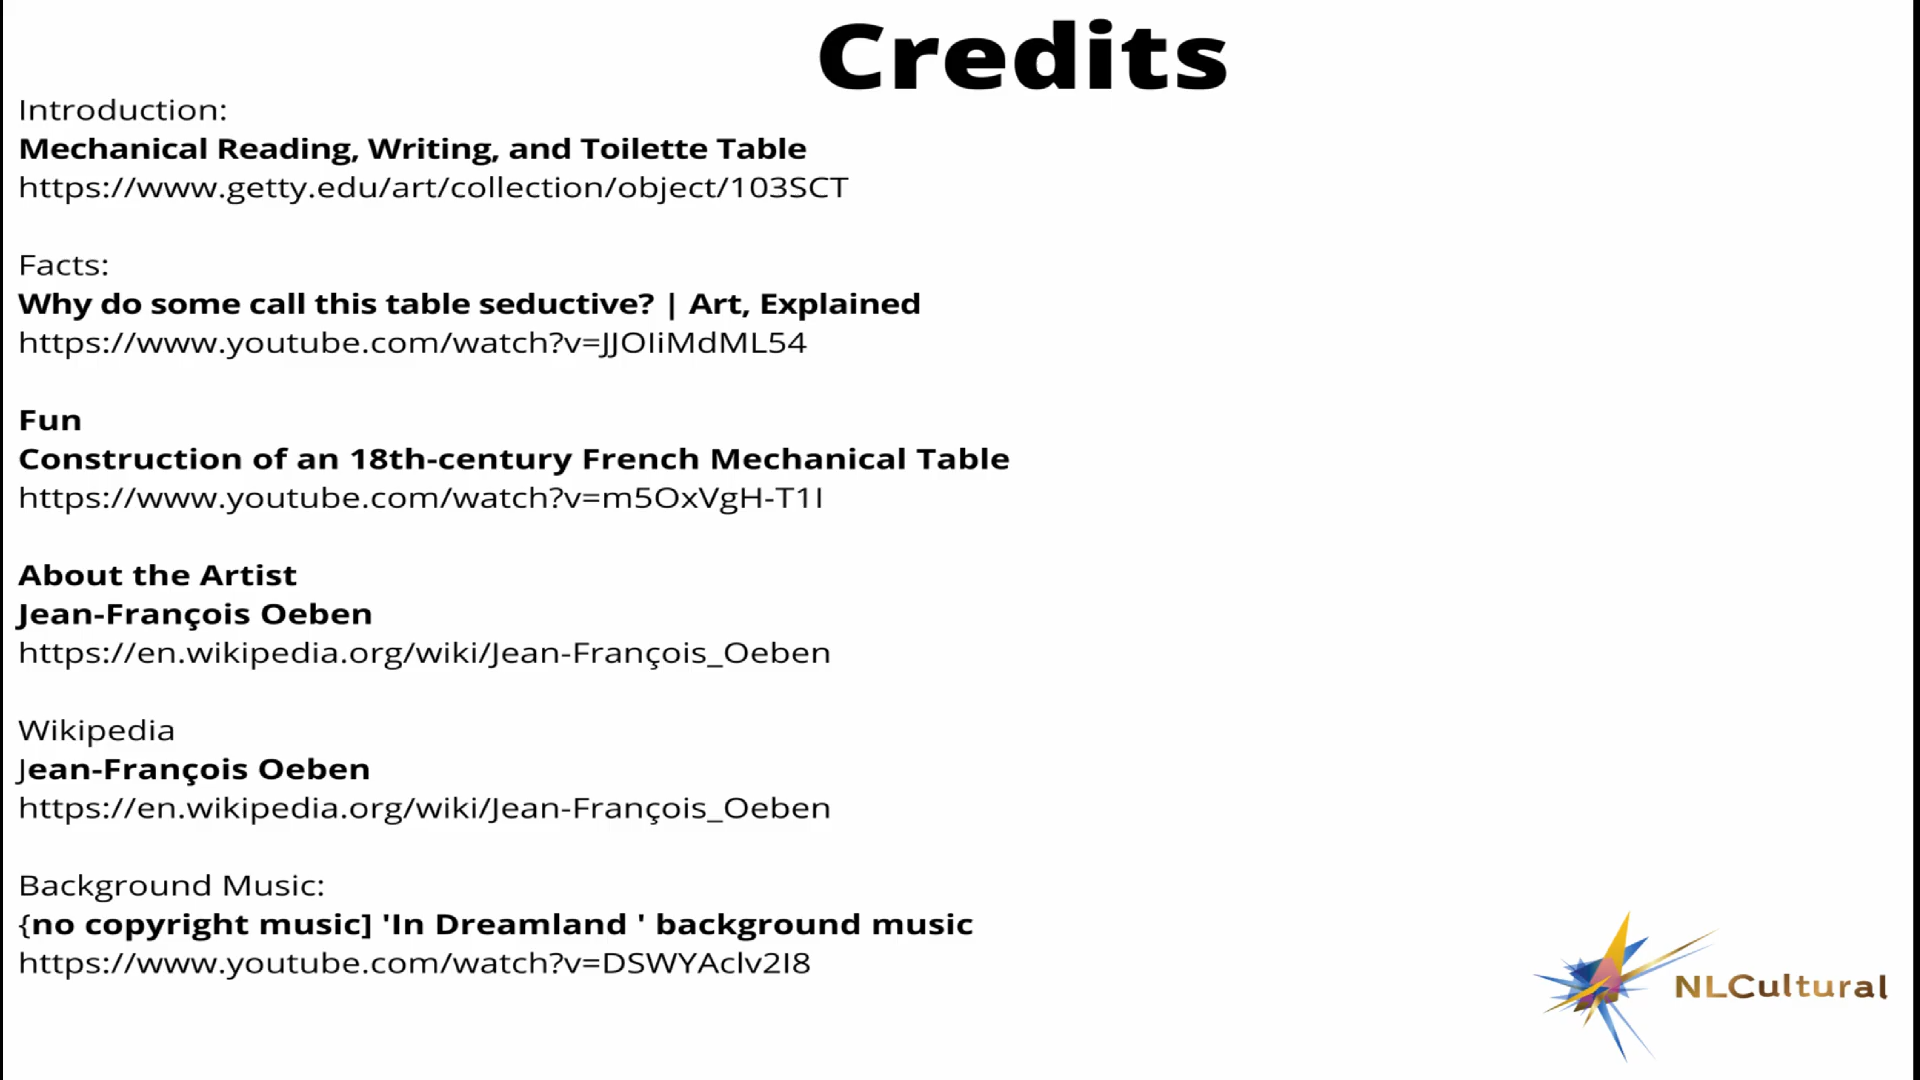 Credits
Introduction:
Mechanical Reading, Writing, and Toilette Table
https://www.getty.edu/art/collection/object/103SCT
Facts:
Why do some call this table seductive? | Art, Explained
https://www.youtube.com/watch?v=JJOIiMdML54
Fun
Construction of an 18th-century French Mechanical Table
https://www.youtube.com/watch?v=m5OxVgH-T1I
About the Artist
Jean-François Oeben
https://en.wikipedia.org/wiki/Jean-François_Oeben
Wikipedia
Jean-François Oeben
https://en.wikipedia.org/wiki/Jean-François_Oeben
Background Music:
{no copyright music] 'In Dreamland ' background music
https://www.youtube.com/watch?v=DSWYAclv2I8
NLCultural